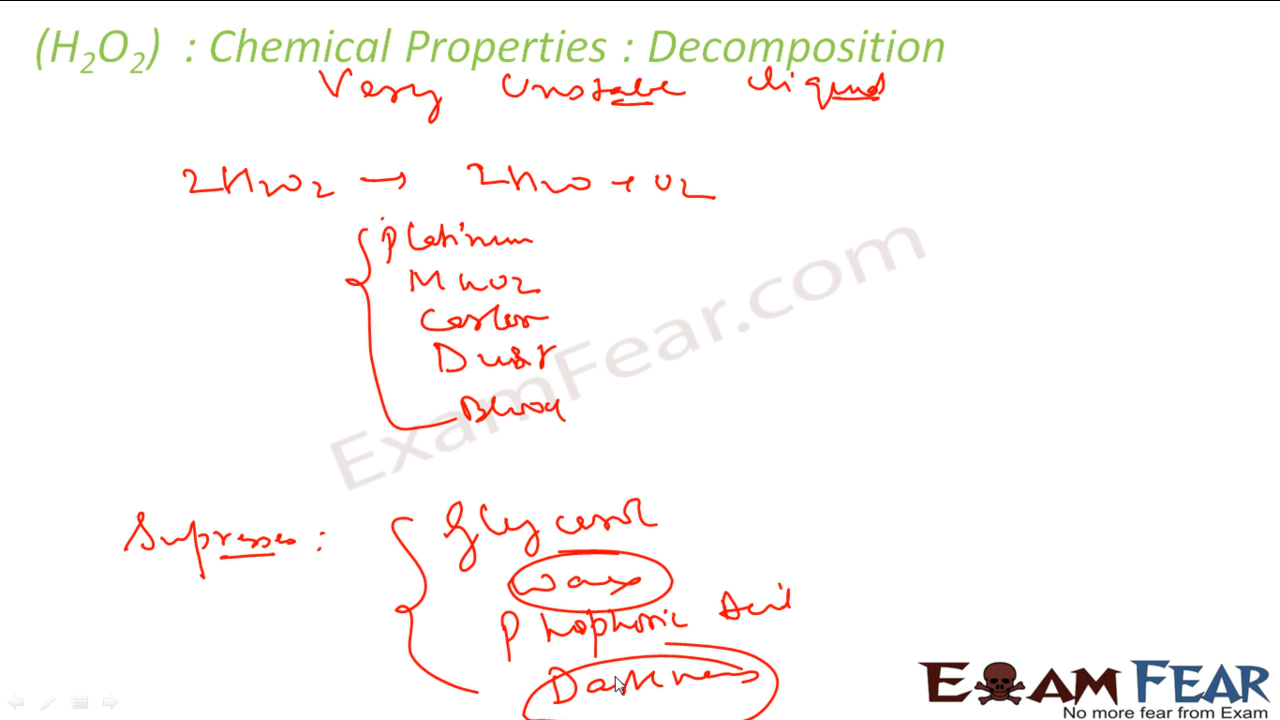 (H₂O₂) : Chemical Properties : Decomposition
Very Unstable liquid
2H2O2 → 2H2O + O2
Platinum
MnO2
Carbon
Dust
Blood
ExamFear.com
Supresses :
Glycerol
Wax
Phophoric Acid
Darkness
EXAM FEAR
No more fear from Exam